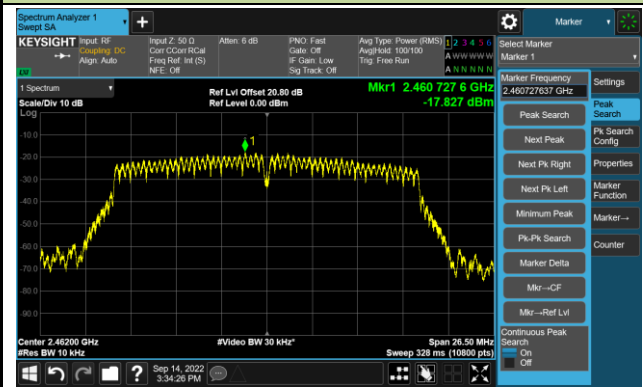 Spectrum Analyzer 1
Swept SA
Marker
KEYSIGHT
Input: RF
Coupling: DC
Align: Auto
Input Z: 50 Ω
Corr CCorr RCal
Freq Ref: Int (S)
NFE: Off
Atten: 6 dB
PNO: Fast
Gate: Off
IF Gain: Low
Sig Track: Off
Avg Type: Power (RMS)
Avg|Hold: 100/100
Trig: Free Run
1 2 3 4 5 6
A W W W W W
A N N N N N
Select Marker
Marker 1
1 Spectrum
Scale/Div 10 dB
Log
Ref Lvl Offset 20.80 dB
Ref Level 0.00 dBm
Mkr1 2.460 727 6 GHz
-17.827 dBm
1
-10.0
-20.0
-30.0
-40.0
-50.0
-60.0
-70.0
-80.0
-90.0
Center 2.46200 GHz
#Res BW 10 kHz
#Video BW 30 kHz*
Span 26.50 MHz
Sweep 328 ms (10800 pts)
Marker Frequency
2.460727637 GHz
Peak Search
Next Peak
Next Pk Right
Next Pk Left
Minimum Peak
Pk-Pk Search
Marker Delta
Mkr→CF
Mkr→Ref Lvl
Continuous Peak
Search
On
Off
Settings
Peak
Search
Pk Search
Config
Properties
Marker
Function
Marker→
Counter
?
Sep 14, 2022
3:34:26 PM